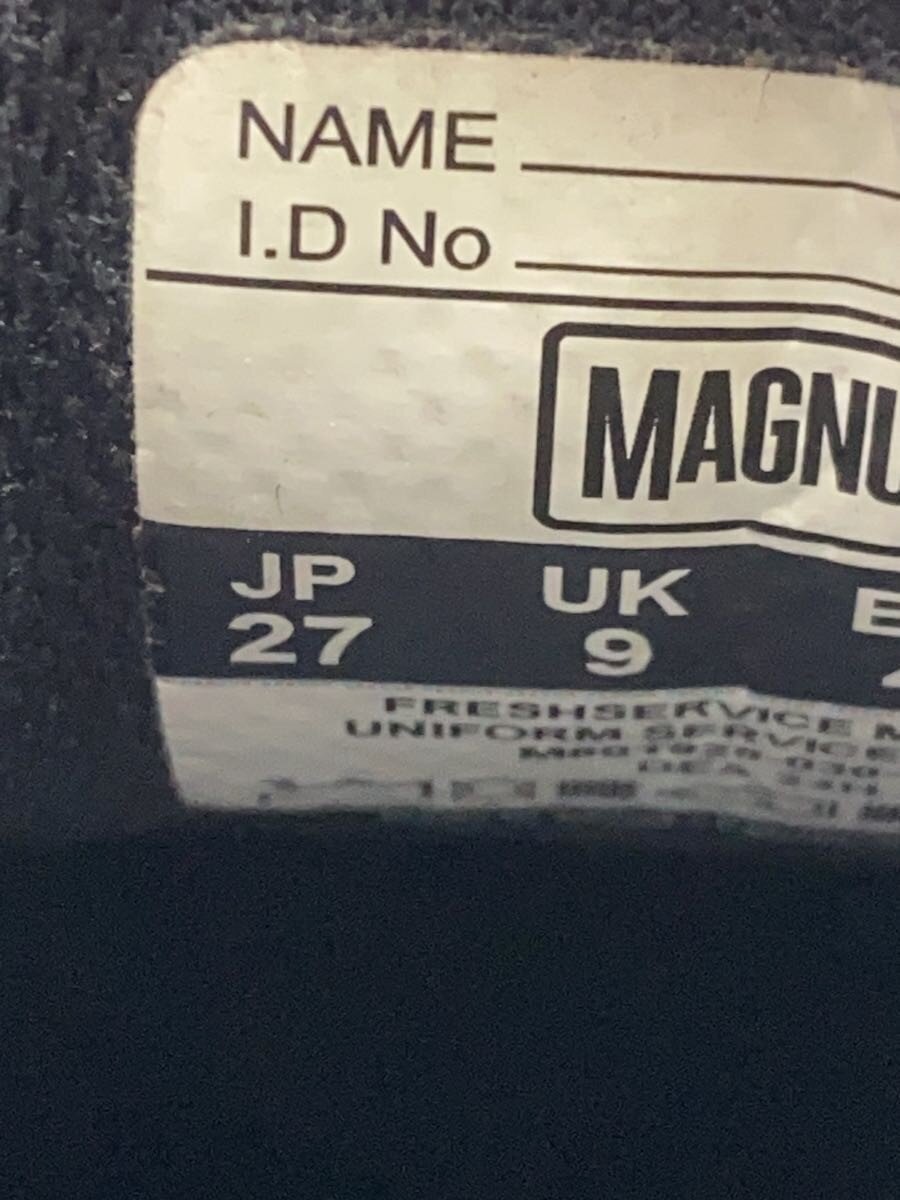 NAME
I.D No
MAGNU
JP UK E
27 9
FRESHSERVICE M
UNIFORM SERVICE